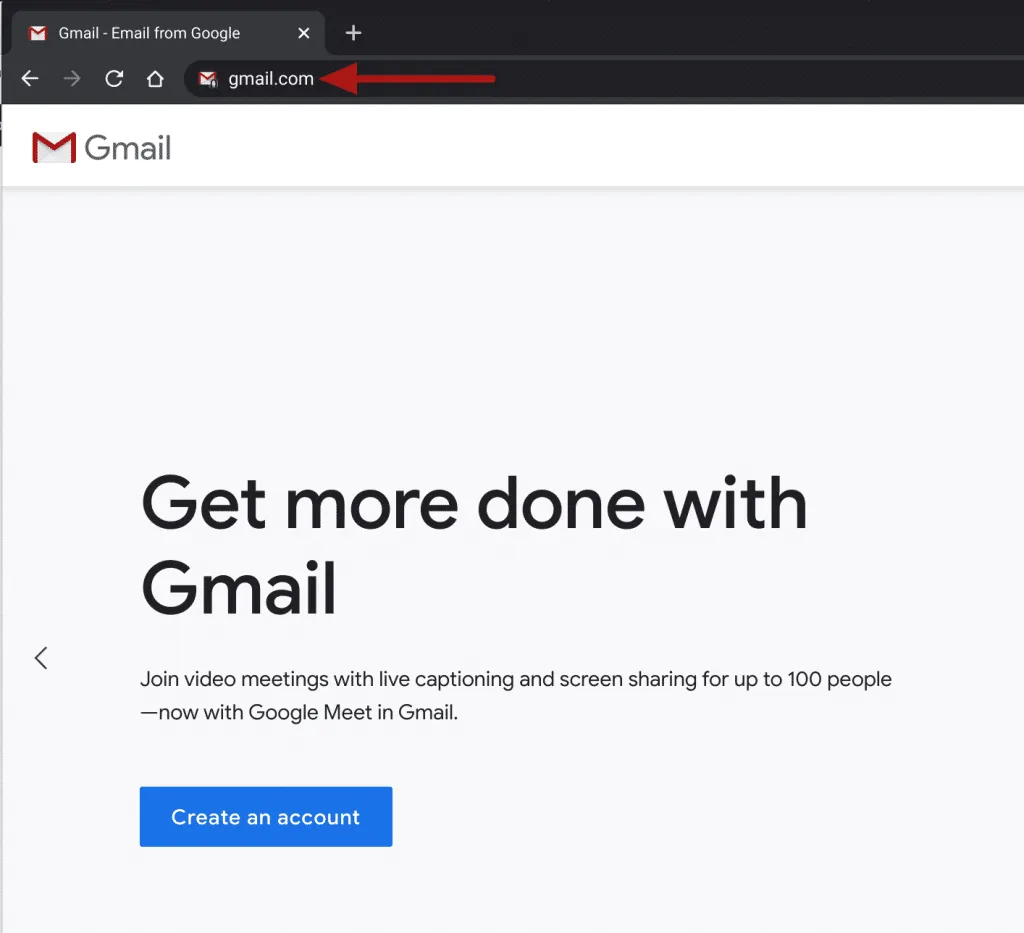 Gmail - Email from Google
gmail.com
Gmail
Get more done with
Gmail
Join video meetings with live captioning and screen sharing for up to 100 people
—now with Google Meet in Gmail.
Create an account